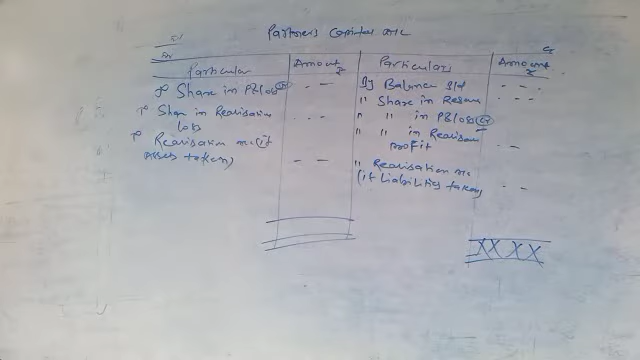 Partners Capital a/c
Dr
Cr
Particular Amount ₹ Particulars Amount ₹
To Share in P&L
By Balance b/d
To Share in Realisation
loss
" Share in Reserve
" " in P&L
To Realisation a/c (if
assets taken)
" " in Realisation
profit
" Realisation a/c
(if Liabilities taken)
XXXX